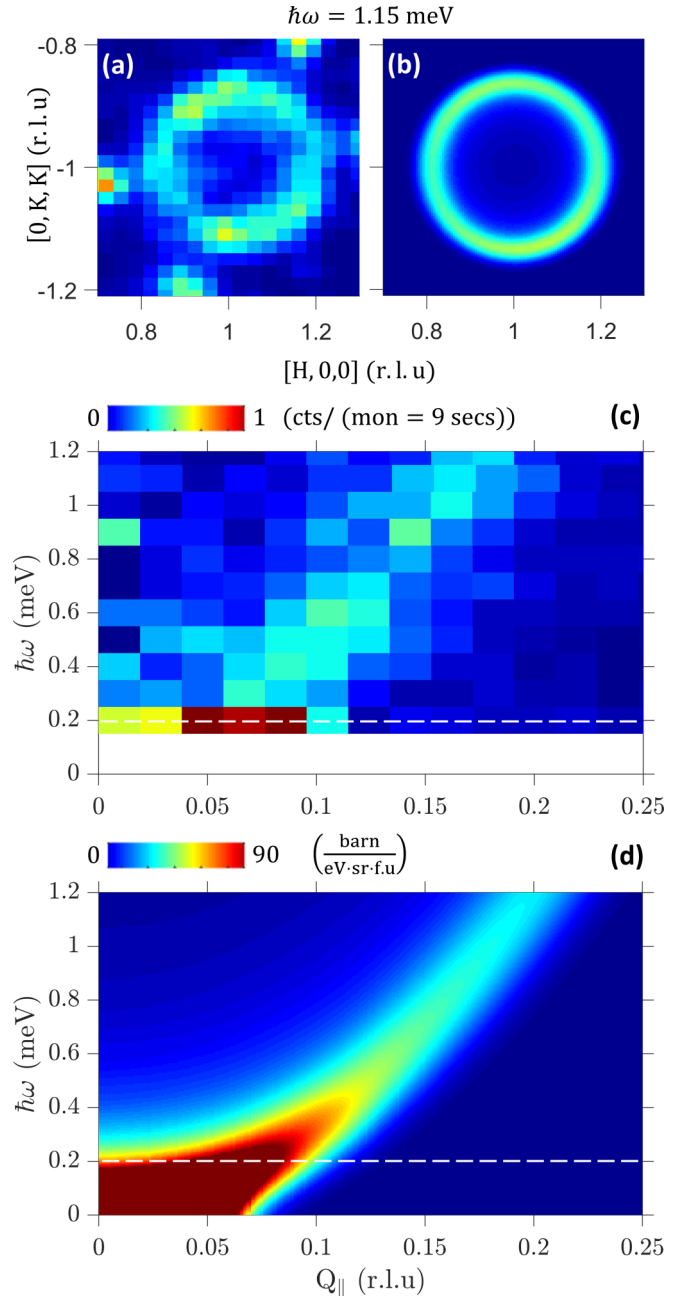 ℏω = 1.15 meV
(a) (b)
-0.8
-1
-1.2
[0, K, K] (r. l. u)
0.8 1 1.2 0.8 1 1.2
[H, 0,0] (r. l. u)
0 1 (cts/ (mon = 9 secs)) (c)
1.2
1
0.8
0.6
0.4
0.2
0
ℏω (meV)
0 0.05 0.1 0.15 0.2 0.25
0 90 (barn/eV·sr·f.u) (d)
1.2
1
0.8
0.6
0.4
0.2
0
ℏω (meV)
0 0.05 0.1 0.15 0.2 0.25
Q∥ (r.l.u)